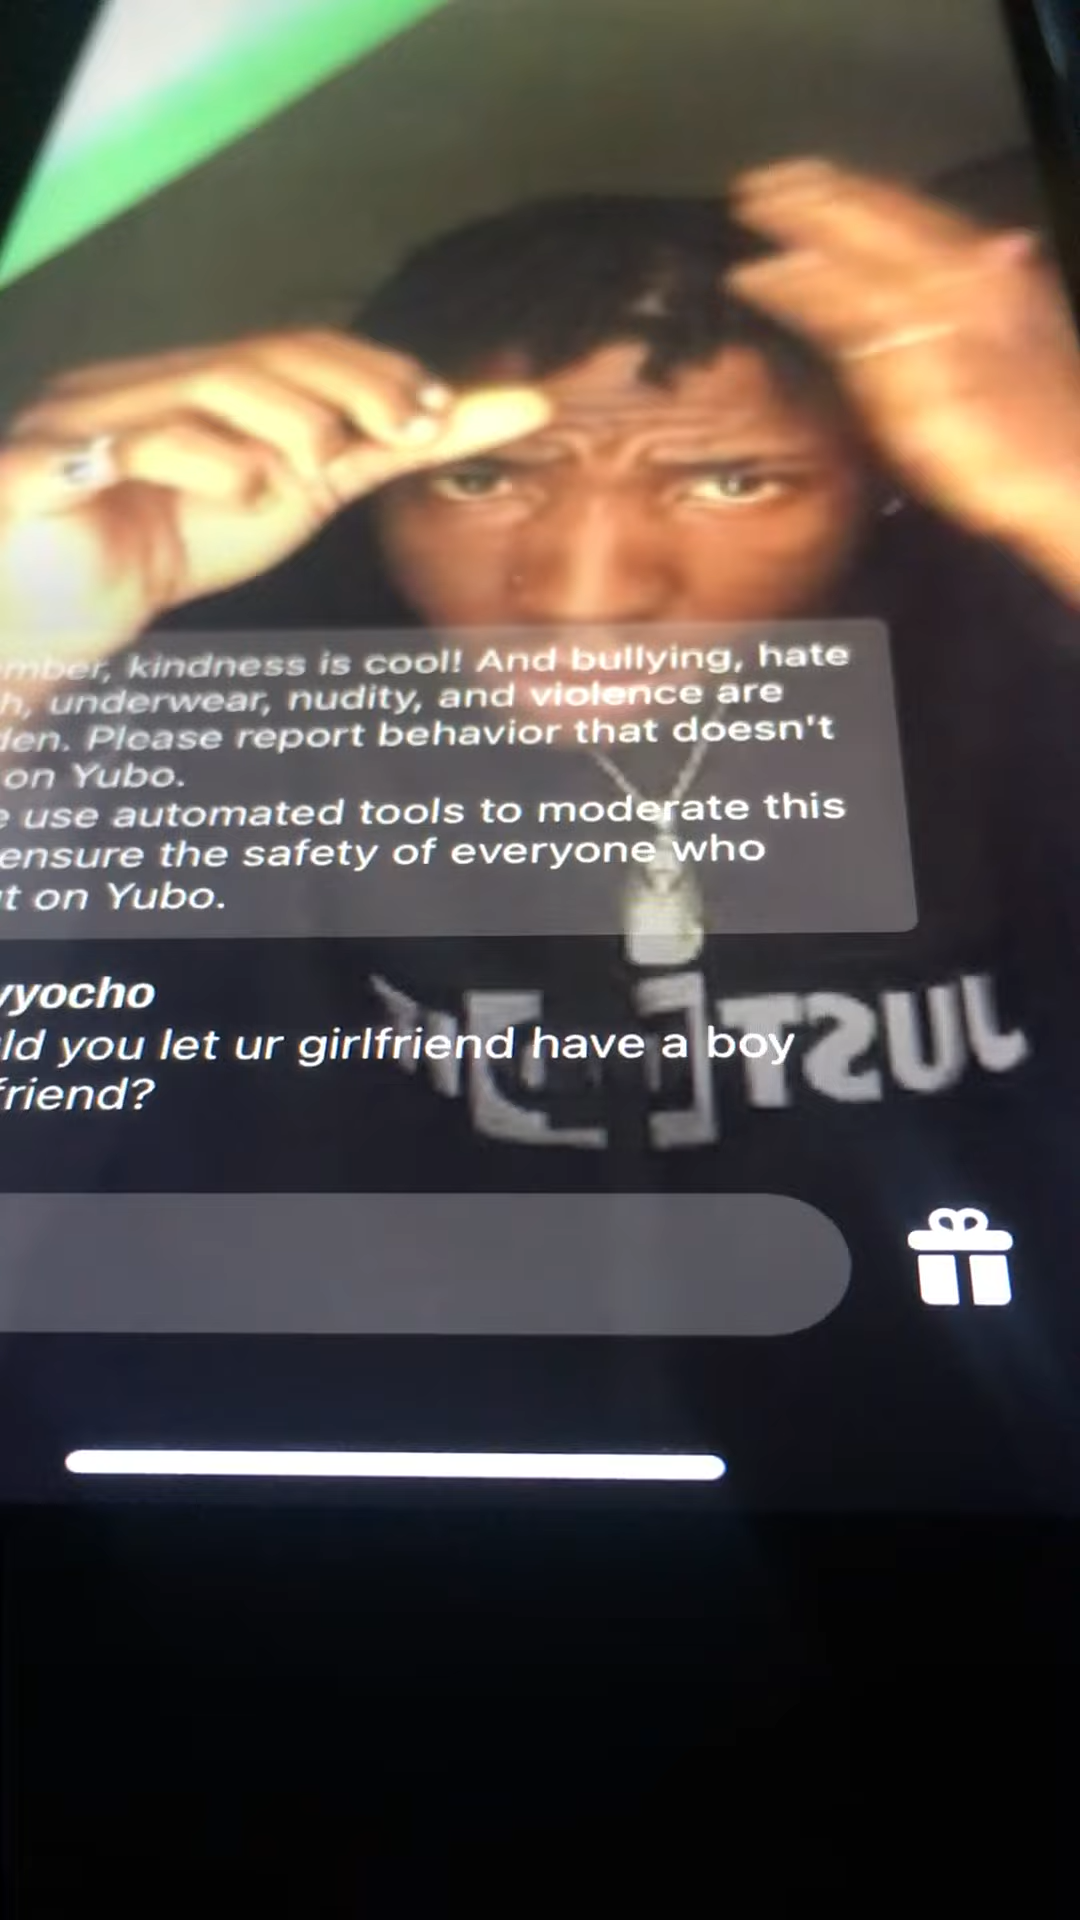 kindness is cool! And bullying, hate
underwear, nudity, and violence are
Please report behavior that doesn't
on Yubo.
use automated tools to moderate this
ensure the safety of everyone who
on Yubo.
yyocho
you let ur girlfriend have a boy
friend?
JUST